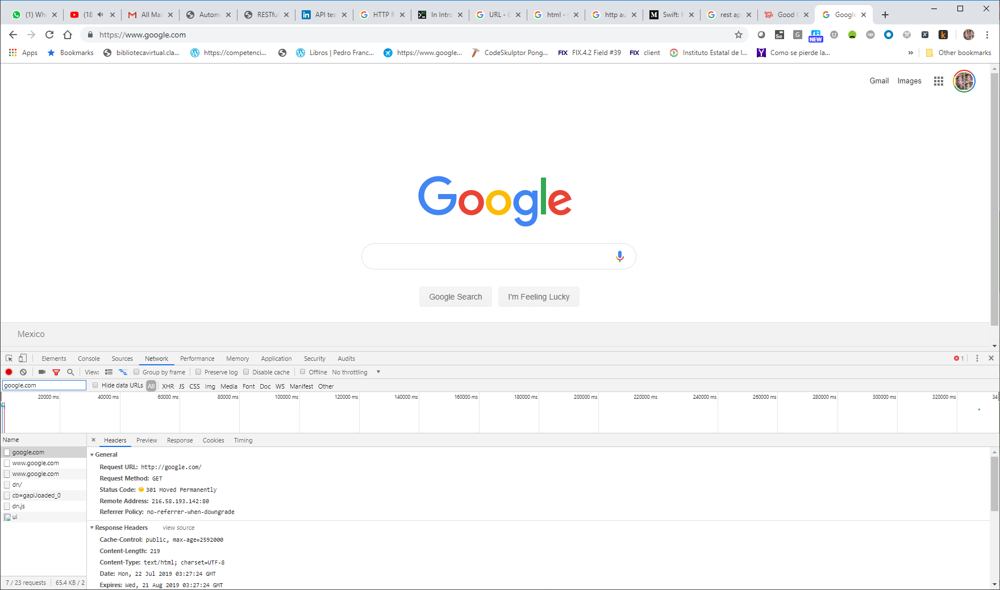 (1) Wha
(18
All Mai
Autom
RESTfu
API tes
HTTP R
In Intro
URL - G
html -
http au
Swift: H
rest ap
Good
Google
https://www.google.com
Se
G
NEW
Up
X
k
Apps
Bookmarks
bibliotecavirtual.cla...
https://competenci...
Libros | Pedro Franc...
https://www.google...
CodeSkulptor Pong...
FIX FIX.4.2 Field #39
FIX client
Instituto Estatal de l...
Como se pierde la...
»
Other bookmarks
Gmail Images
Google
Google Search
I'm Feeling Lucky
Mexico
Elements Console Sources Network Performance Memory Application Security Audits
1
View: Group by frame Preserve log Disable cache Offline No throttling
google.com
Hide data URLs All XHR JS CSS Img Media Font Doc WS Manifest Other
20000 ms 40000 ms 60000 ms 80000 ms 100000 ms 120000 ms 140000 ms 160000 ms 180000 ms 200000 ms 220000 ms 240000 ms 260000 ms 280000 ms 300000 ms 320000 ms 34
Name
google.com
www.google.com
www.google.com
dn/
cb=gapi.loaded_0
dn.js
ui
7 / 23 requests 65.4 KB / 2
Headers Preview Response Cookies Timing
General
Request URL: http://google.com/
Request Method: GET
Status Code: 301 Moved Permanently
Remote Address: 216.58.193.142:80
Referrer Policy: no-referrer-when-downgrade
Response Headers view source
Cache-Control: public, max-age=2592000
Content-Length: 219
Content-Type: text/html; charset=UTF-8
Date: Mon, 22 Jul 2019 03:27:24 GMT
Expires: Wed, 21 Aug 2019 03:27:24 GMT